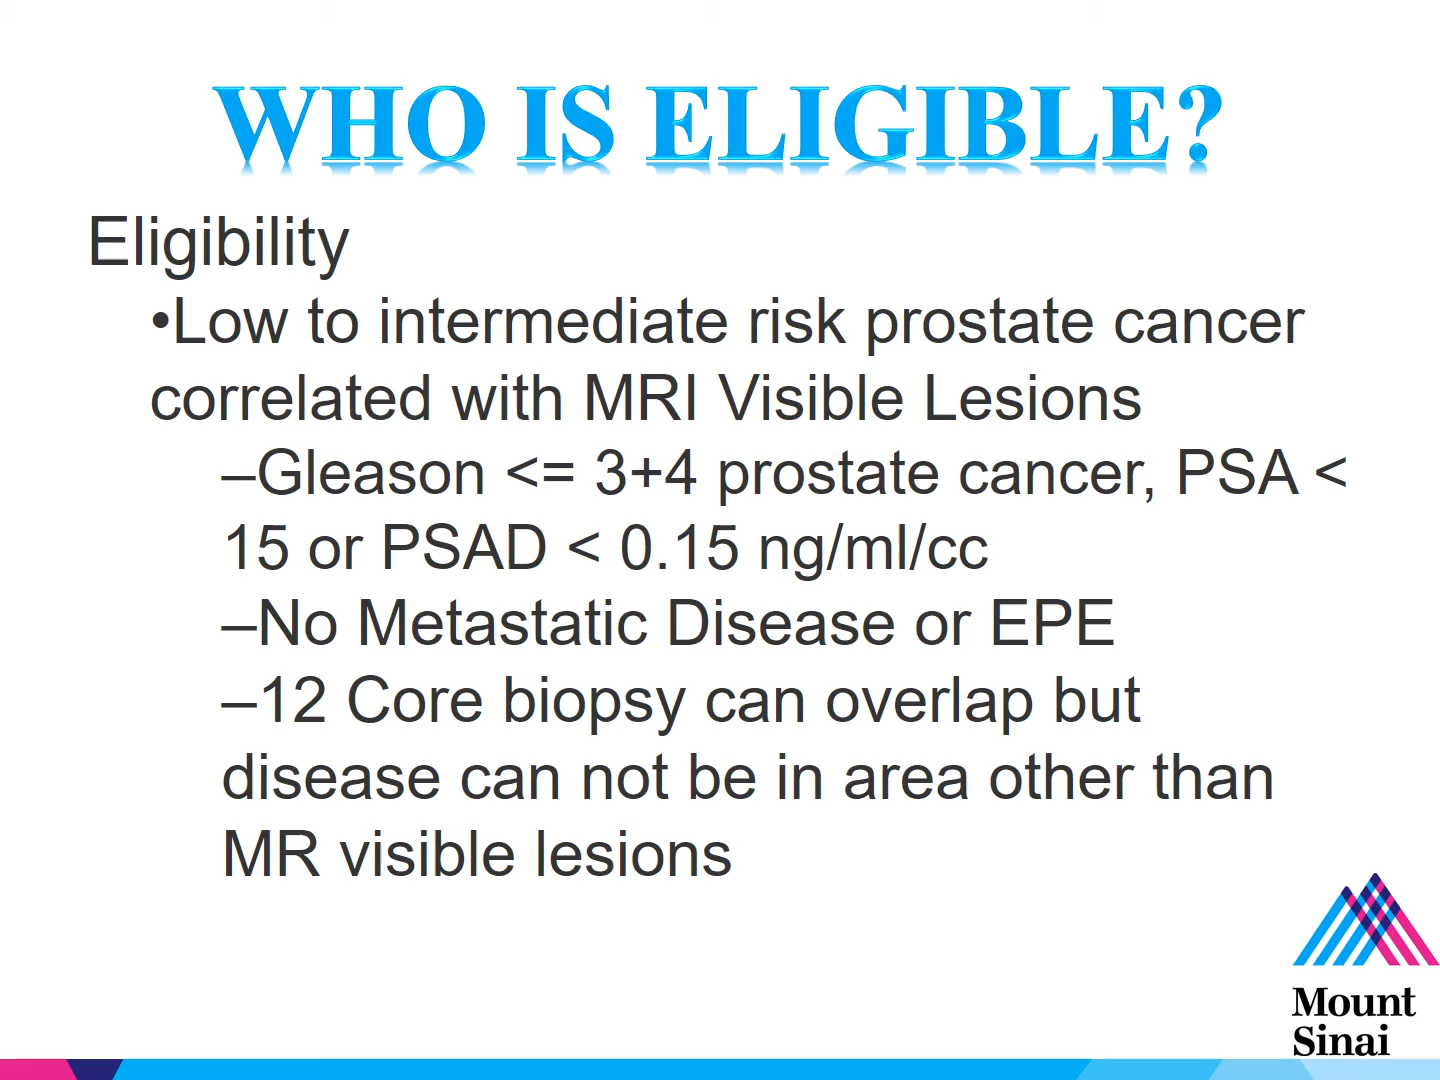 WHO IS ELIGIBLE?
Eligibility
•Low to intermediate risk prostate cancer
correlated with MRI Visible Lesions
–Gleason <= 3+4 prostate cancer, PSA <
15 or PSAD < 0.15 ng/ml/cc
–No Metastatic Disease or EPE
–12 Core biopsy can overlap but
disease can not be in area other than
MR visible lesions
Mount
Sinai